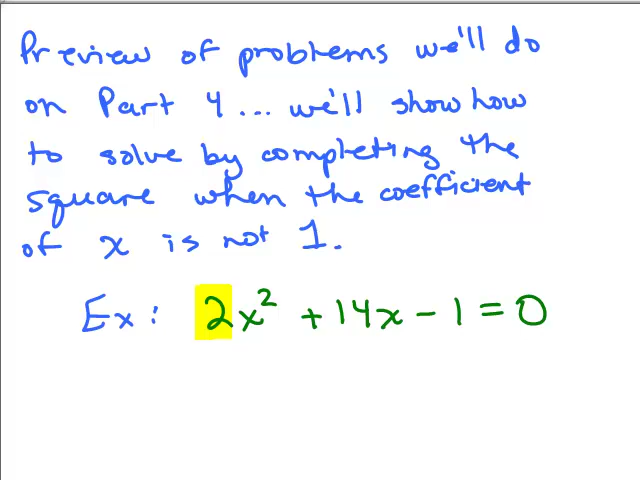 Preview of problems we'll do
on Part 4 ... we'll show how
to solve by completing the
square when the coefficient
of x is not 1.
Ex: 2x² + 14x - 1 = 0